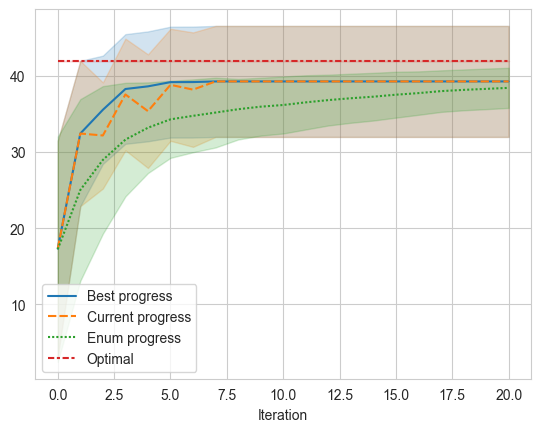 40
30
20
10
Best progress
Current progress
Enum progress
Optimal
0.0 2.5 5.0 7.5 10.0 12.5 15.0 17.5 20.0
Iteration